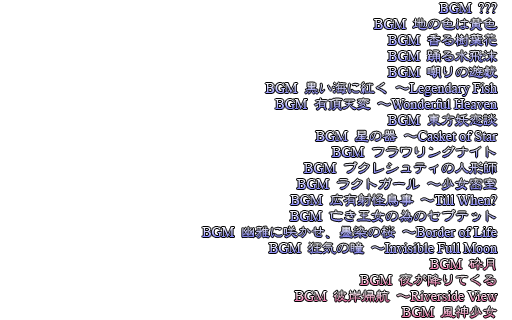 BGM ???
BGM 地の色は黄色
BGM 香る樹葉花
BGM 踊る水飛沫
BGM 嘲りの遊戯
BGM 黒い海に紅く ～Legendary Fish
BGM 有頂天変 ～Wonderful Heaven
BGM 東方妖恋談
BGM 星の器 ～Casket of Star
BGM フラワリングナイト
BGM ブクレシュティの人形師
BGM ラクトガール ～少女密室
BGM 広有射怪鳥事 ～Till When?
BGM 亡き王女の為のセプテット
BGM 幽雅に咲かせ、墨染の桜 ～Border of Life
BGM 狂気の瞳 ～Invisible Full Moon
BGM 砕月
BGM 夜が降りてくる
BGM 彼岸帰航 ～Riverside View
BGM 風神少女